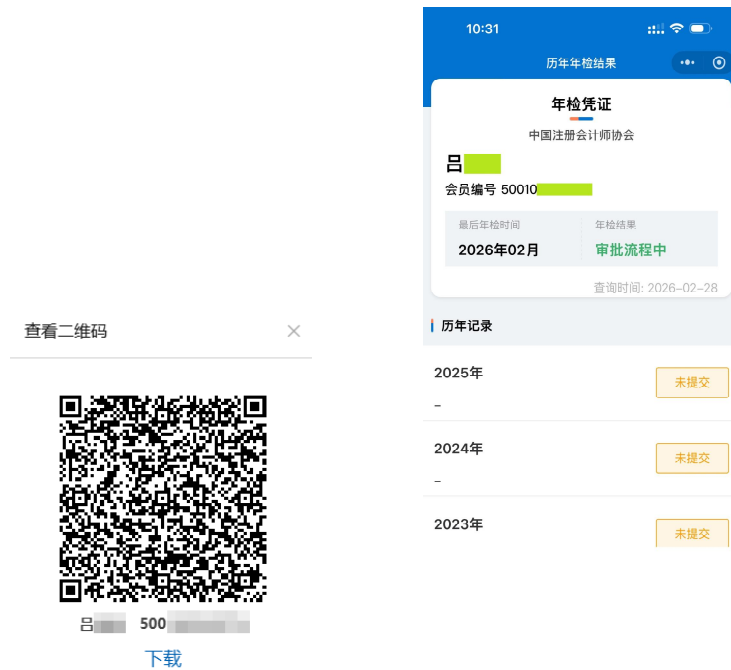 查看二维码
吕 500
下载
10:31
历年年检结果
年检凭证
中国注册会计师协会
吕
会员编号 50010
最后年检时间 年检结果
2026年02月 审批流程中
查询时间: 2026-02-28
历年记录
2025年 未提交
-
2024年 未提交
-
2023年 未提交